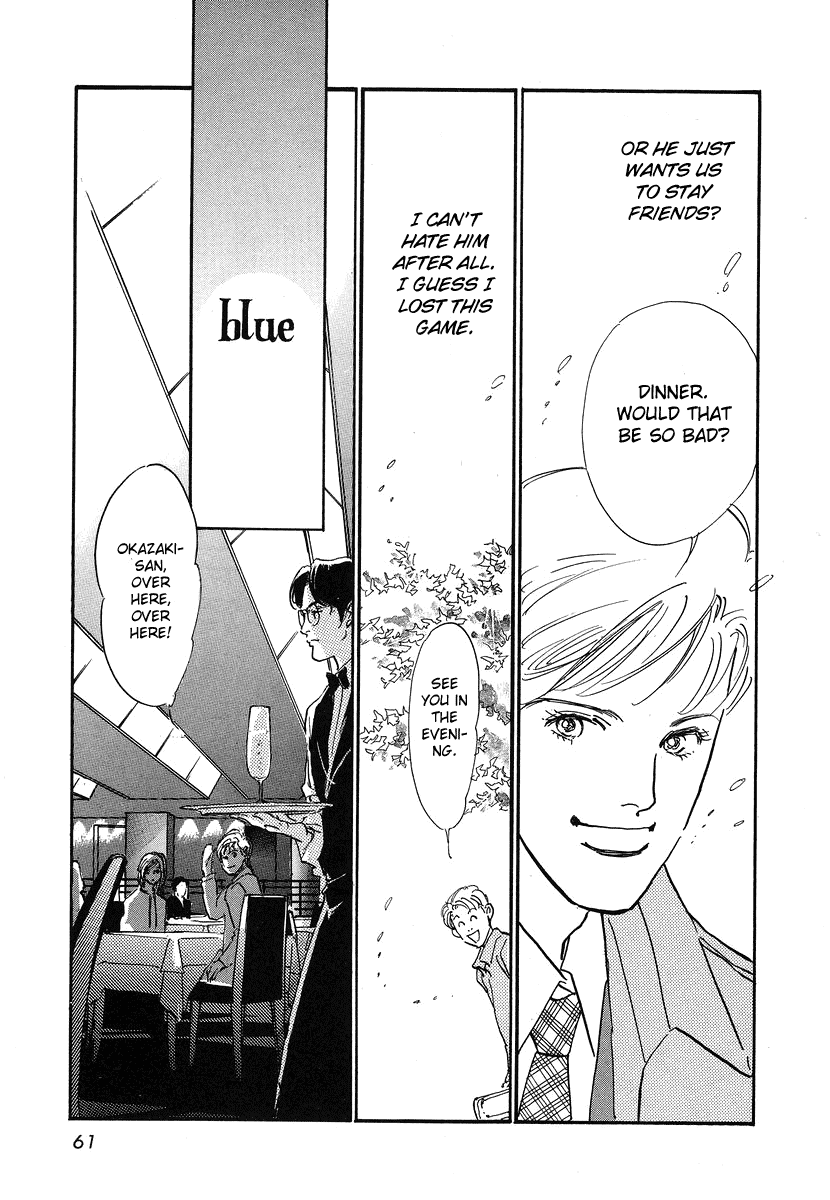 OR HE JUST
WANTS US
TO STAY
FRIENDS?
DINNER.
WOULD THAT
BE SO BAD?
I CAN'T
HATE HIM
AFTER ALL.
I GUESS I
LOST THIS
GAME.
SEE
YOU IN
THE
EVENI-
NG.
blue
OKAZAKI-
SAN,
OVER
HERE,
OVER
HERE!
61